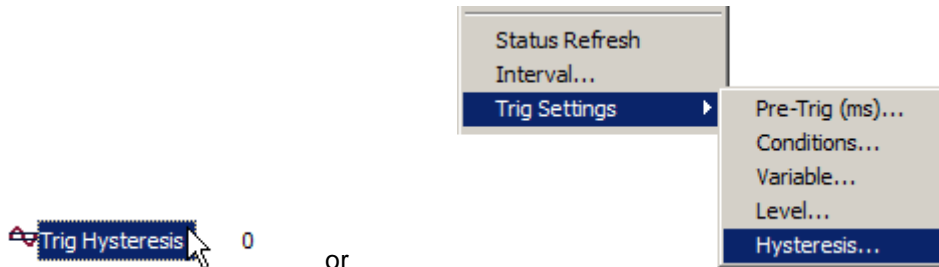 Status Refresh
Interval...
Trig Settings
Pre-Trig (ms)...
Conditions...
Variable...
Level...
Hysteresis...
Trig Hysteresis 0
or